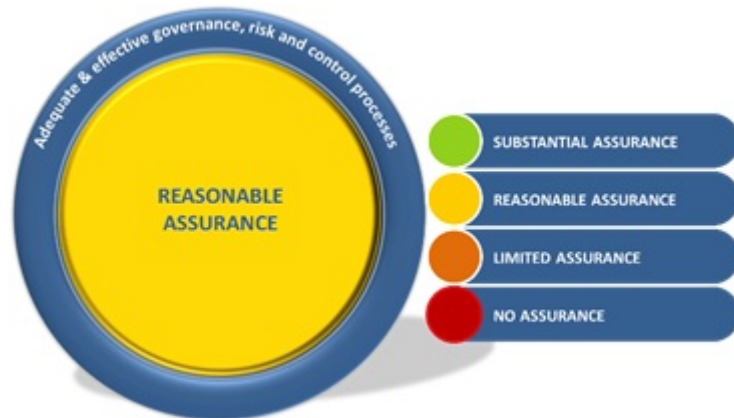 Adequate & effective governance, risk and control processes
REASONABLE
ASSURANCE
SUBSTANTIAL ASSURANCE
REASONABLE ASSURANCE
LIMITED ASSURANCE
NO ASSURANCE